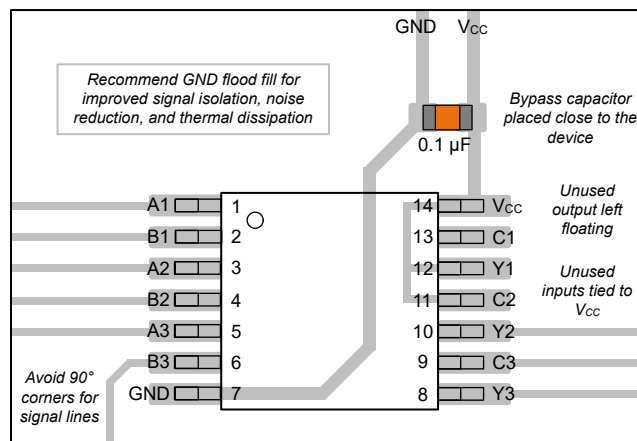 GND VCC
Recommend GND flood fill for
improved signal isolation, noise
reduction, and thermal dissipation
Bypass capacitor
placed close to the
device
0.1 µF
A1 1 14 VCC
B1 2 13 C1
A2 3 12 Y1
B2 4 11 C2
A3 5 10 Y2
B3 6 9 C3
GND 7 8 Y3
Unused
output left
floating
Unused
inputs tied to
VCC
Avoid 90°
corners for
signal lines